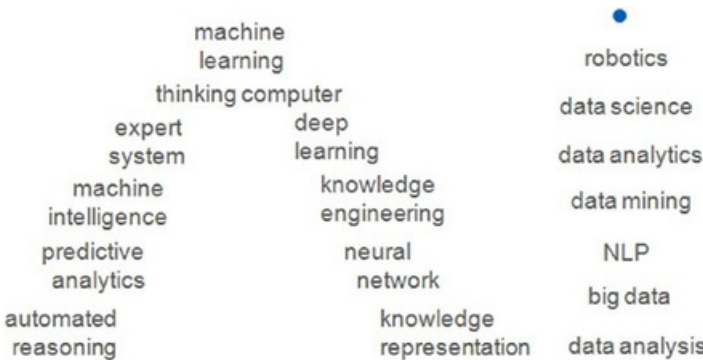 machine
learning
thinking computer
expert
system
deep
learning
machine
intelligence
knowledge
engineering
predictive
analytics
neural
network
automated
reasoning
knowledge
representation
robotics
data science
data analytics
data mining
NLP
big data
data analysis